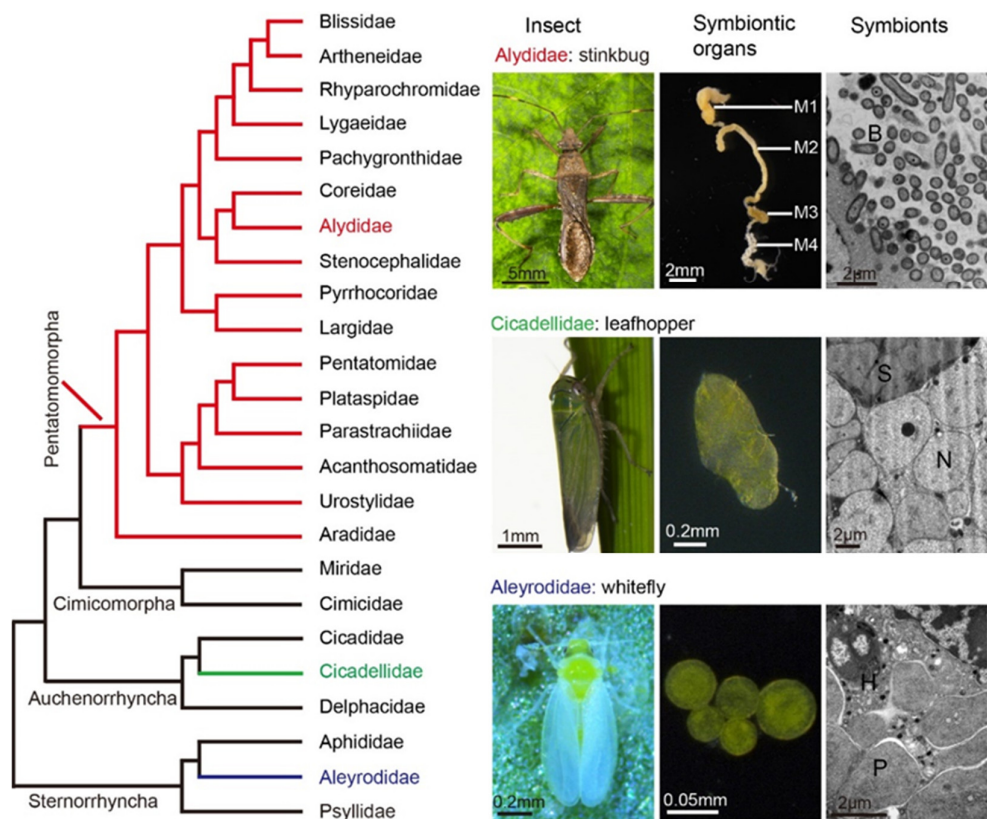 Blissidae
Artheneidae
Rhyparochromidae
Lygaeidae
Pachygronthidae
Coreidae
Alydidae
Stenocephalidae
Pyrrhocoridae
Largidae
Pentatomidae
Plataspidae
Parastrachiidae
Acanthosomatidae
Urostylidae
Aradidae
Miridae
Cimicidae
Cicadidae
Cicadellidae
Delphacidae
Aphididae
Aleyrodidae
Psyllidae
Pentatomomorpha
Cimicomorpha
Auchenorrhyncha
Sternorrhyncha
Insect
Symbiontic
organs
Symbionts
Alydidae: stinkbug
5mm
M1
M2
M3
M4
2mm
B
2μm
Cicadellidae: leafhopper
1mm
0.2mm
S
N
2μm
Aleyrodidae: whitefly
0.2mm
0.05mm
H
P
2μm